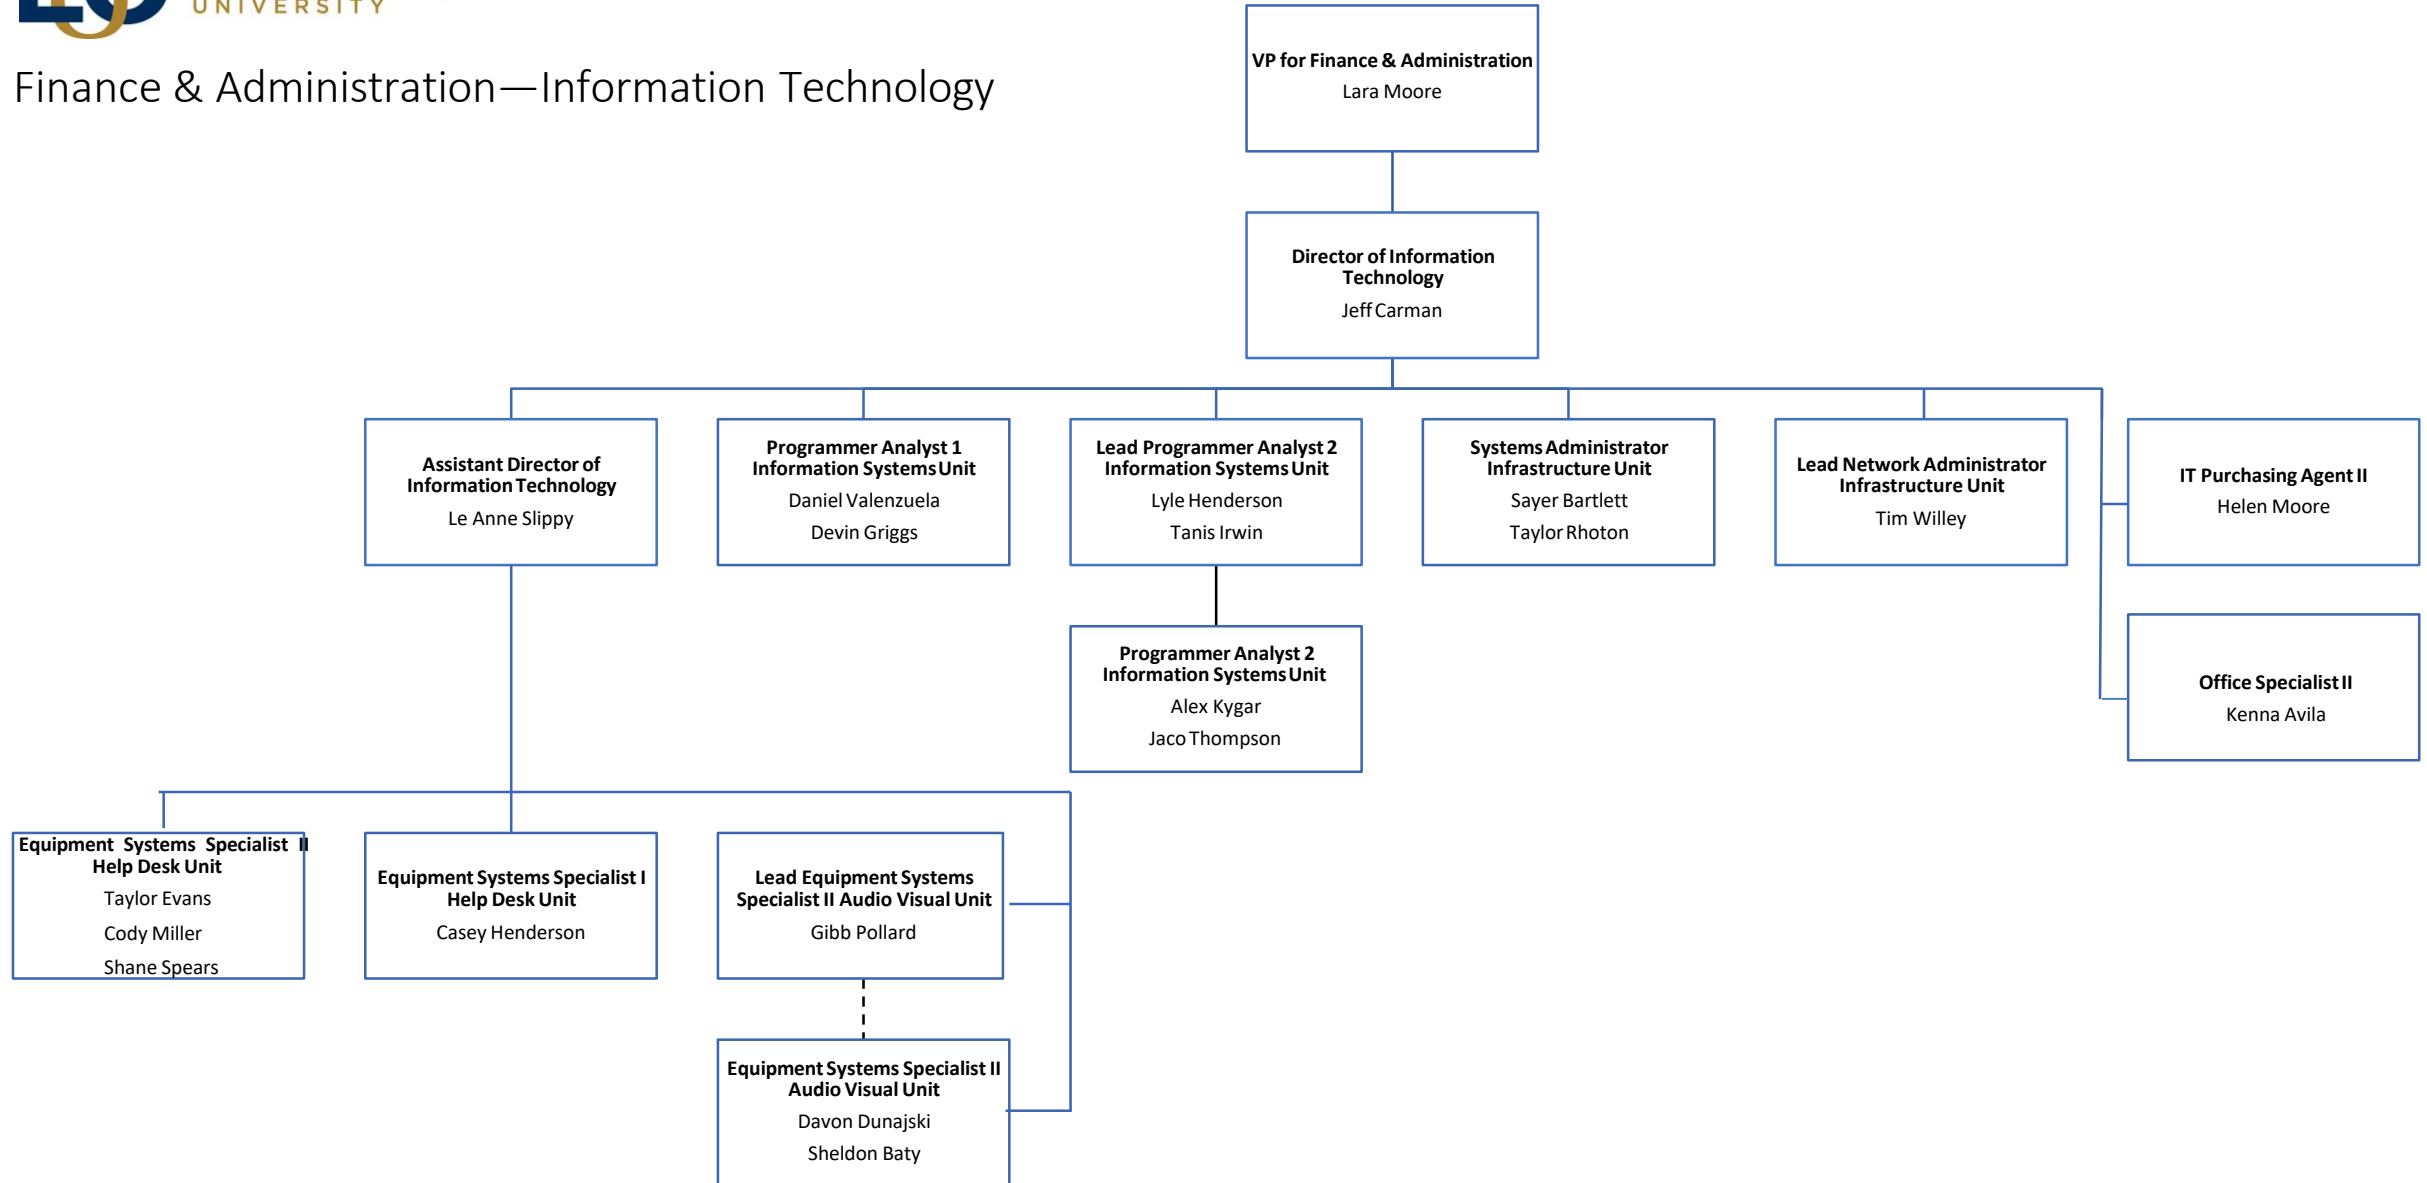 UNIVERSITY
Finance & Administration—Information Technology
VP for Finance & Administration
Lara Moore
Director of Information
Technology
Jeff Carman
Assistant Director of
Information Technology
Le Anne Slippy
Programmer Analyst 1
Information Systems Unit
Daniel Valenzuela
Devin Griggs
Lead Programmer Analyst 2
Information Systems Unit
Lyle Henderson
Tanis Irwin
Systems Administrator
Infrastructure Unit
Sayer Bartlett
Taylor Rhoton
Lead Network Administrator
Infrastructure Unit
Tim Willey
IT Purchasing Agent II
Helen Moore
Programmer Analyst 2
Information Systems Unit
Alex Kygar
Jaco Thompson
Office Specialist II
Kenna Avila
Equipment Systems Specialist II
Help Desk Unit
Taylor Evans
Cody Miller
Shane Spears
Equipment Systems Specialist I
Help Desk Unit
Casey Henderson
Lead Equipment Systems
Specialist II Audio Visual Unit
Gibb Pollard
Equipment Systems Specialist II
Audio Visual Unit
Davon Dunajski
Sheldon Baty